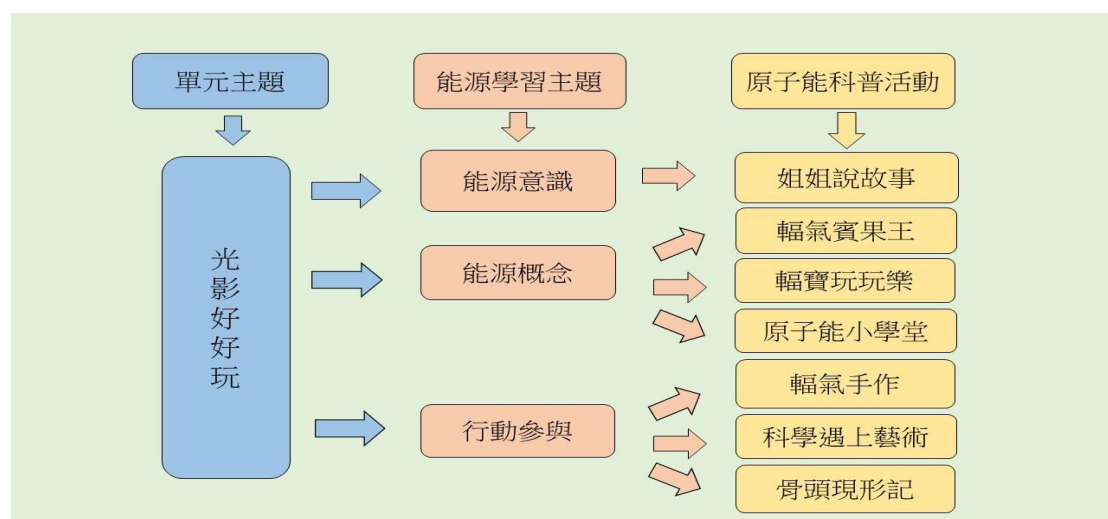 單元主題
能源學習主題
原子能科普活動
光影好好玩
能源意識
能源概念
行動參與
姐姐說故事
輻氣賓果王
輻寶玩玩樂
原子能小學堂
輻氣手作
科學遇上藝術
骨頭現形記